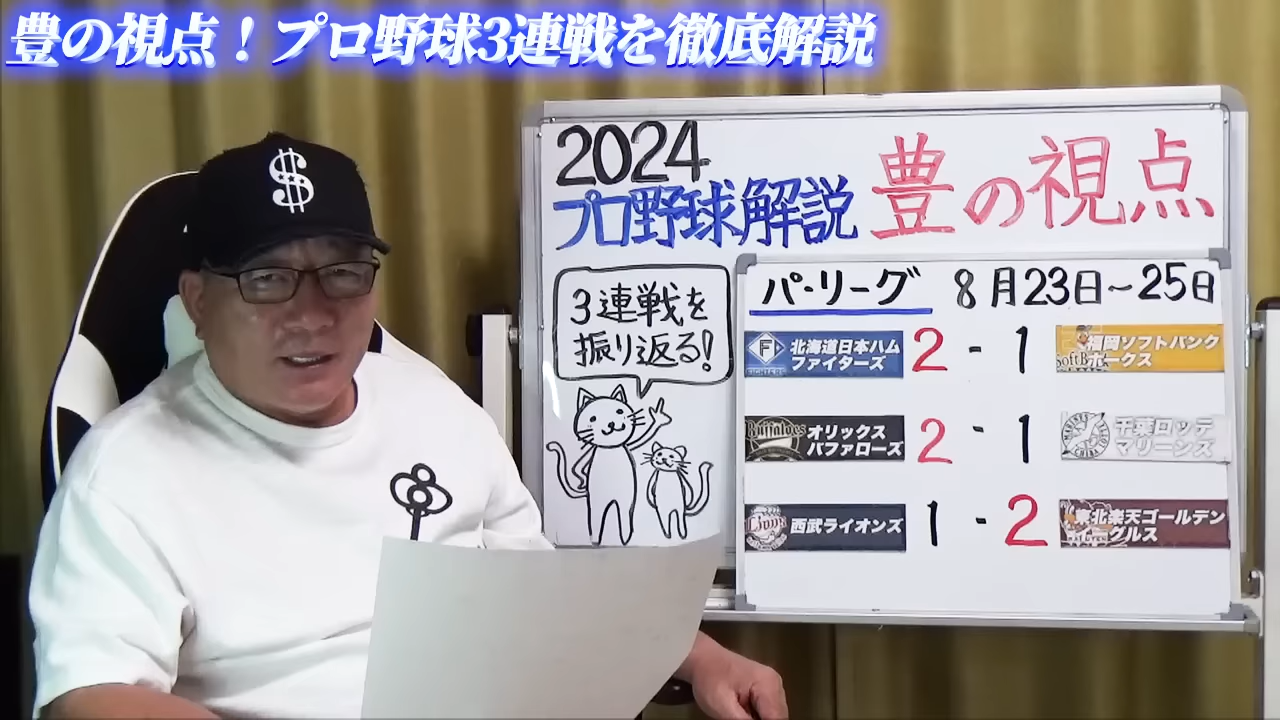 豊の視点！プロ野球3連戦を徹底解説
$
2024
プロ野球解説 豊の視点
3連戦を
振り返る!
パ・リーグ 8月23日~25日
F
北海道日本ハム
ファイターズ
2 - 1
福岡ソフトバンク
ホークス
Buffaloes
オリックス
バファローズ
2 - 1
千葉ロッテ
マリーンズ
Lions
西武ライオンズ
1 - 2
東北楽天ゴールデン
グルス